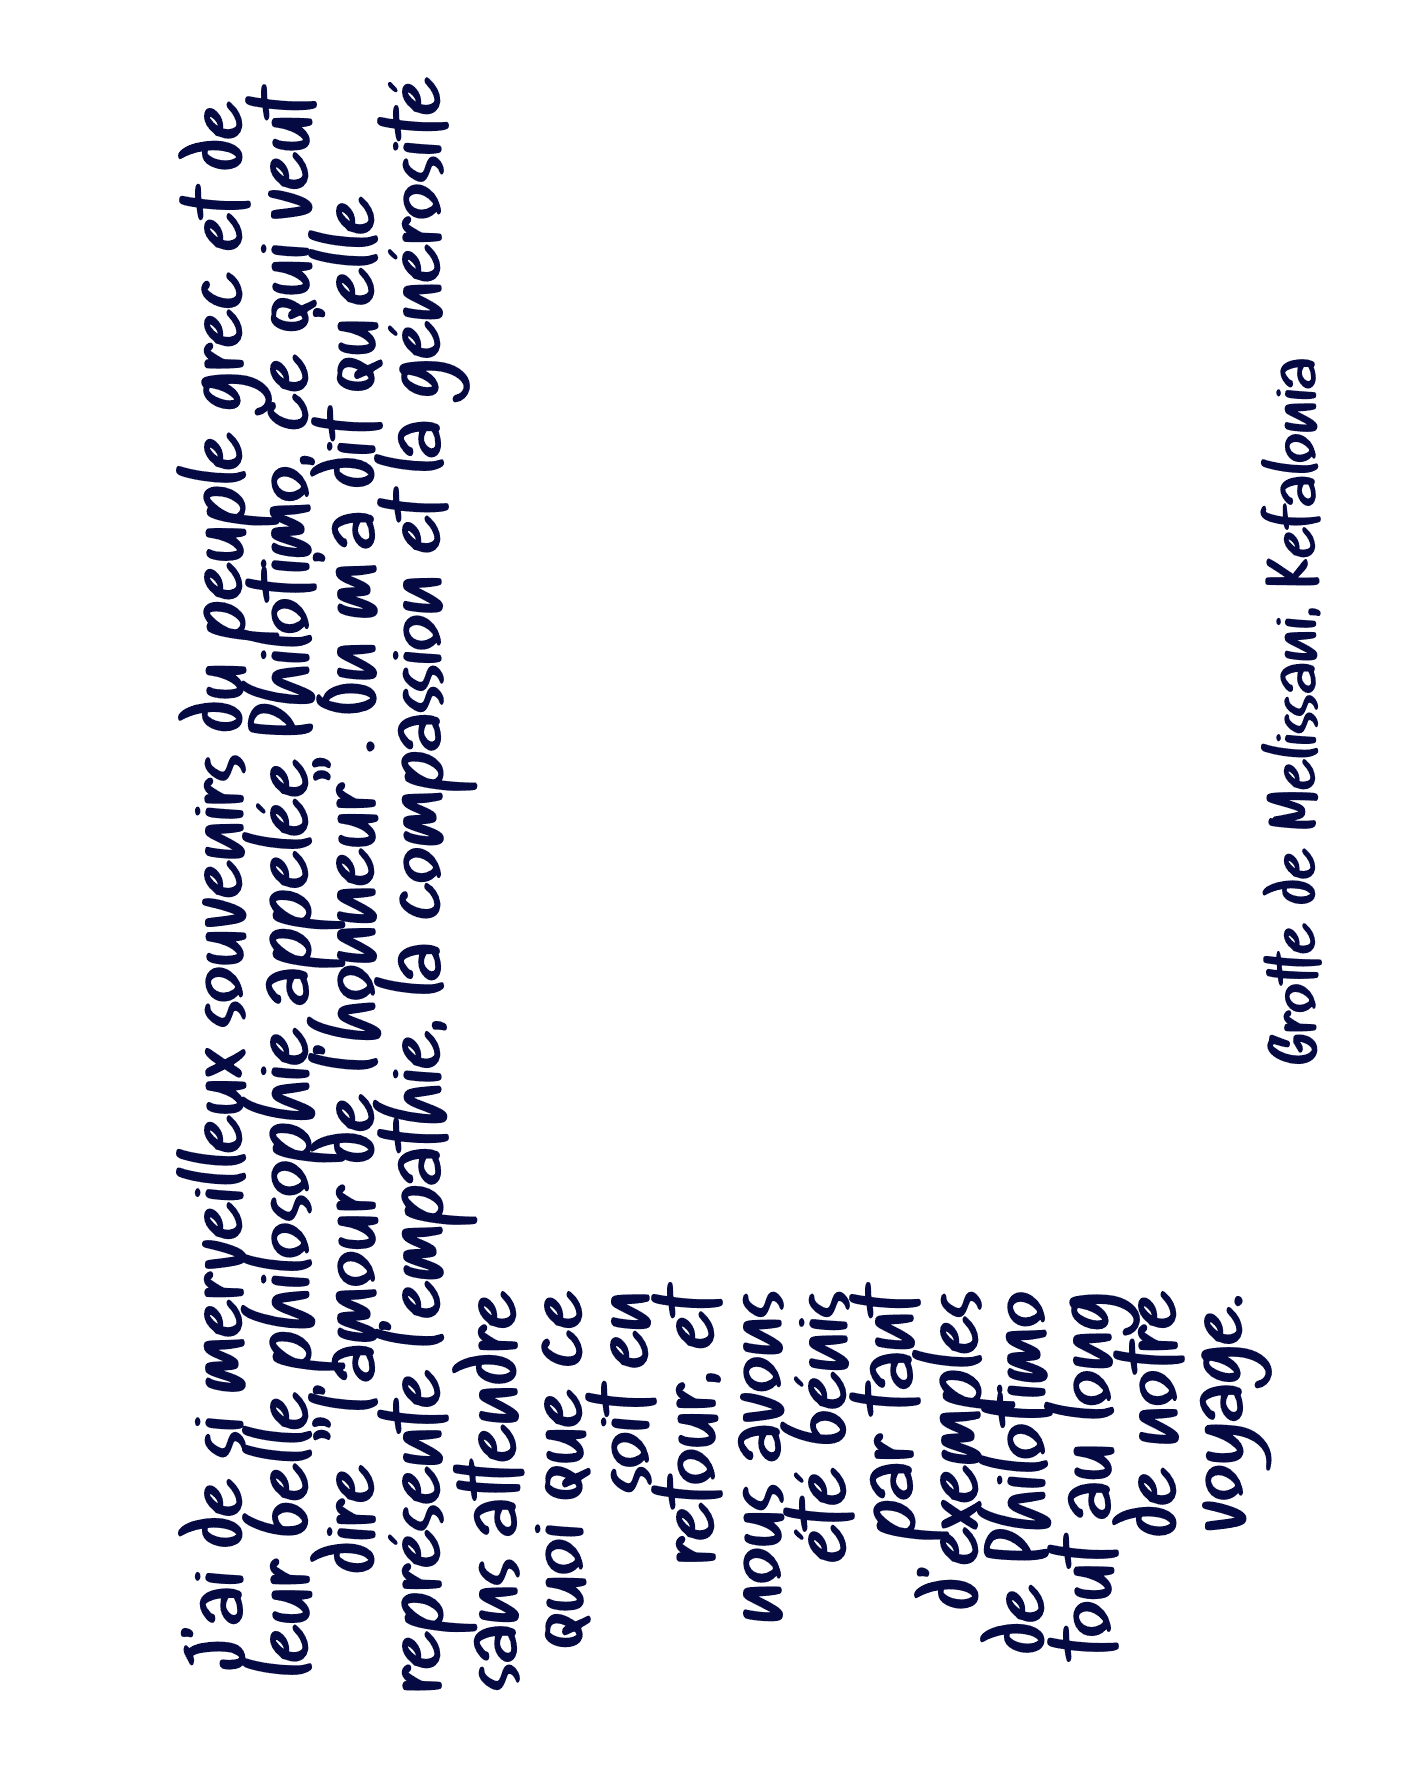 J'ai de si merveilleux souvenirs du peuple grec et de
leur belle philosophie appelée Philotimo, ce qui veut
dire "l'amour de l'honneur". On m'a dit qu'elle
représente l'empathie, la compassion et la générosité
sans attendre
quoi que ce
soit en
retour, et
nous avons
été bénis
par tant
d'exemples
de Philotimo
tout au long
de notre
voyage.
Grotte de Melissani, Kefalonia